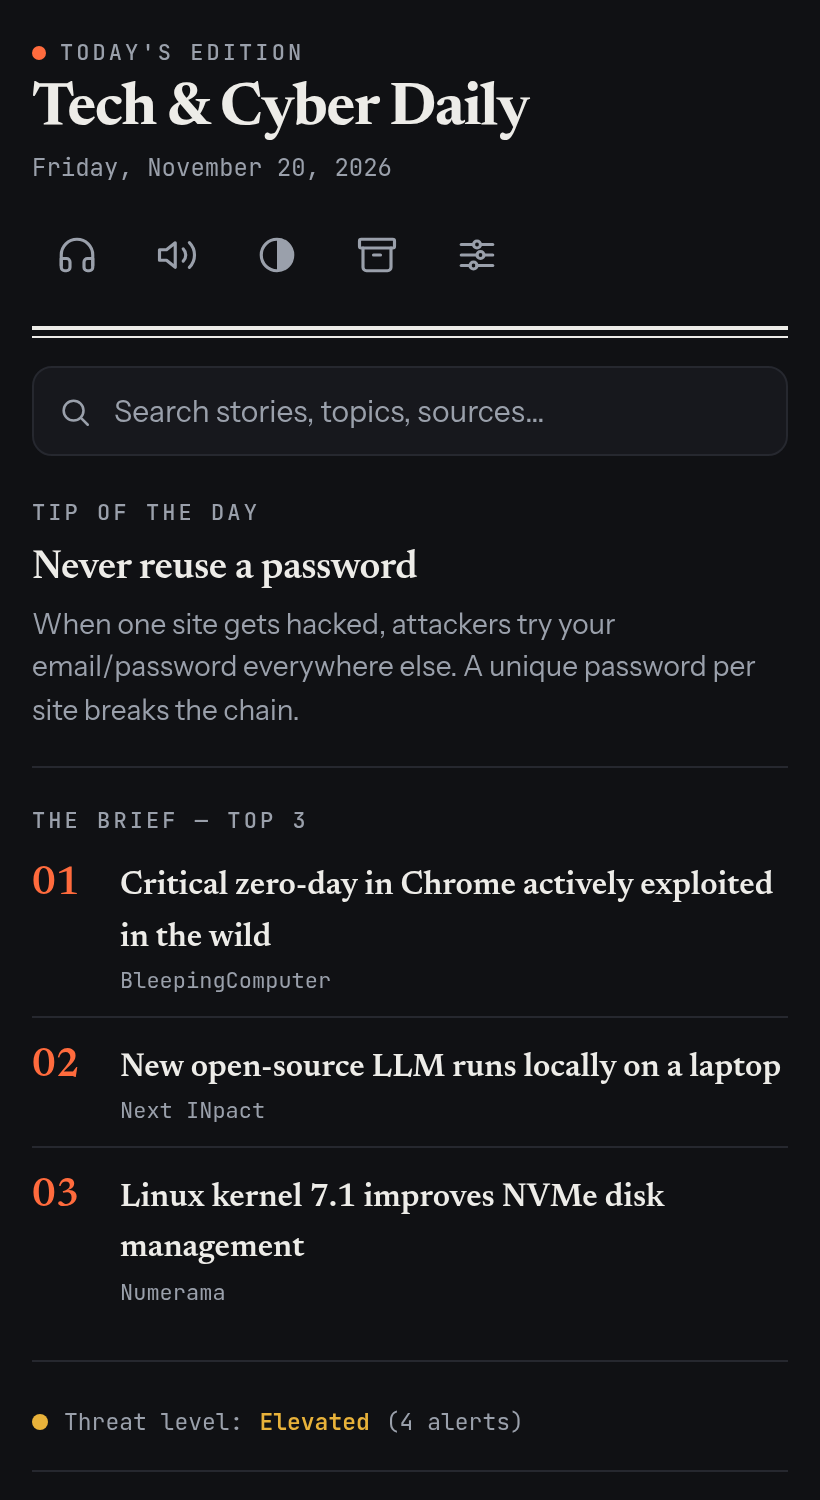 TODAY'S EDITION
Tech & Cyber Daily
Friday, November 20, 2026
Search stories, topics, sources...
TIP OF THE DAY
Never reuse a password
When one site gets hacked, attackers try your
email/password everywhere else. A unique password per
site breaks the chain.
THE BRIEF — TOP 3
01 Critical zero-day in Chrome actively exploited
in the wild
BleepingComputer
02 New open-source LLM runs locally on a laptop
Next INpact
03 Linux kernel 7.1 improves NVMe disk
management
Numerama
Threat level: Elevated (4 alerts)